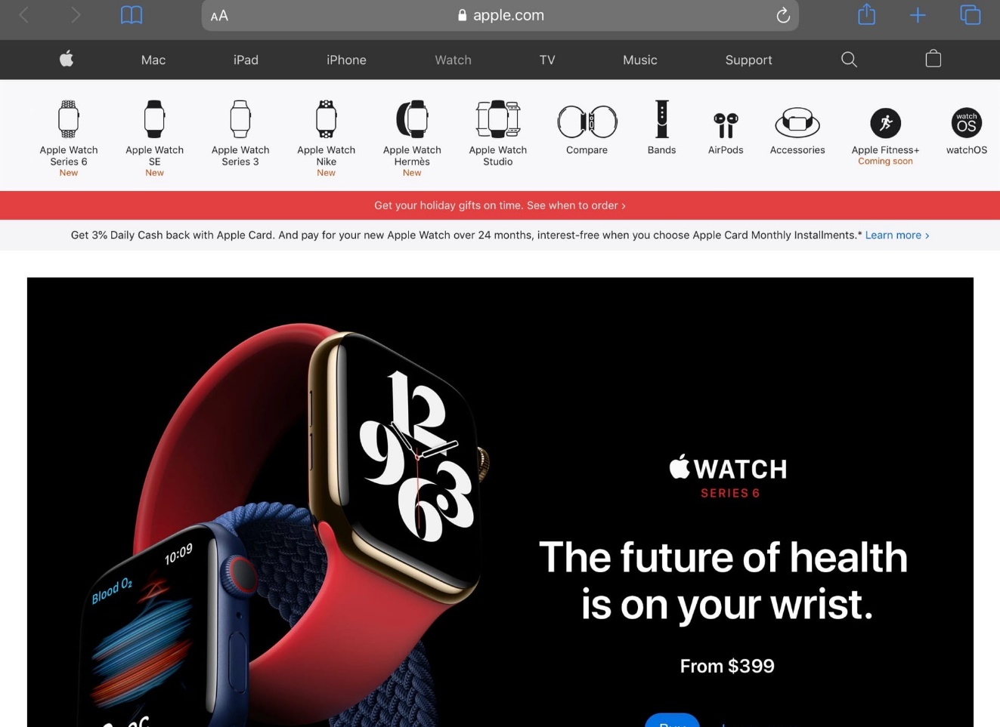 AA
apple.com
Mac iPad iPhone Watch TV Music Support
Apple Watch
Series 6
New
Apple Watch
SE
New
Apple Watch
Series 3
Apple Watch
Nike
New
Apple Watch
Hermès
New
Apple Watch
Studio
Compare
Bands
AirPods
Accessories
Apple Fitness+
Coming soon
watch
OS
watchOS
Get your holiday gifts on time. See when to order >
Get 3% Daily Cash back with Apple Card. And pay for your new Apple Watch over 24 months, interest-free when you choose Apple Card Monthly Installments.* Learn more >
12
9
3
6
10:09
Blood O₂
WATCH
SERIES 6
The future of health
is on your wrist.
From $399
Buy